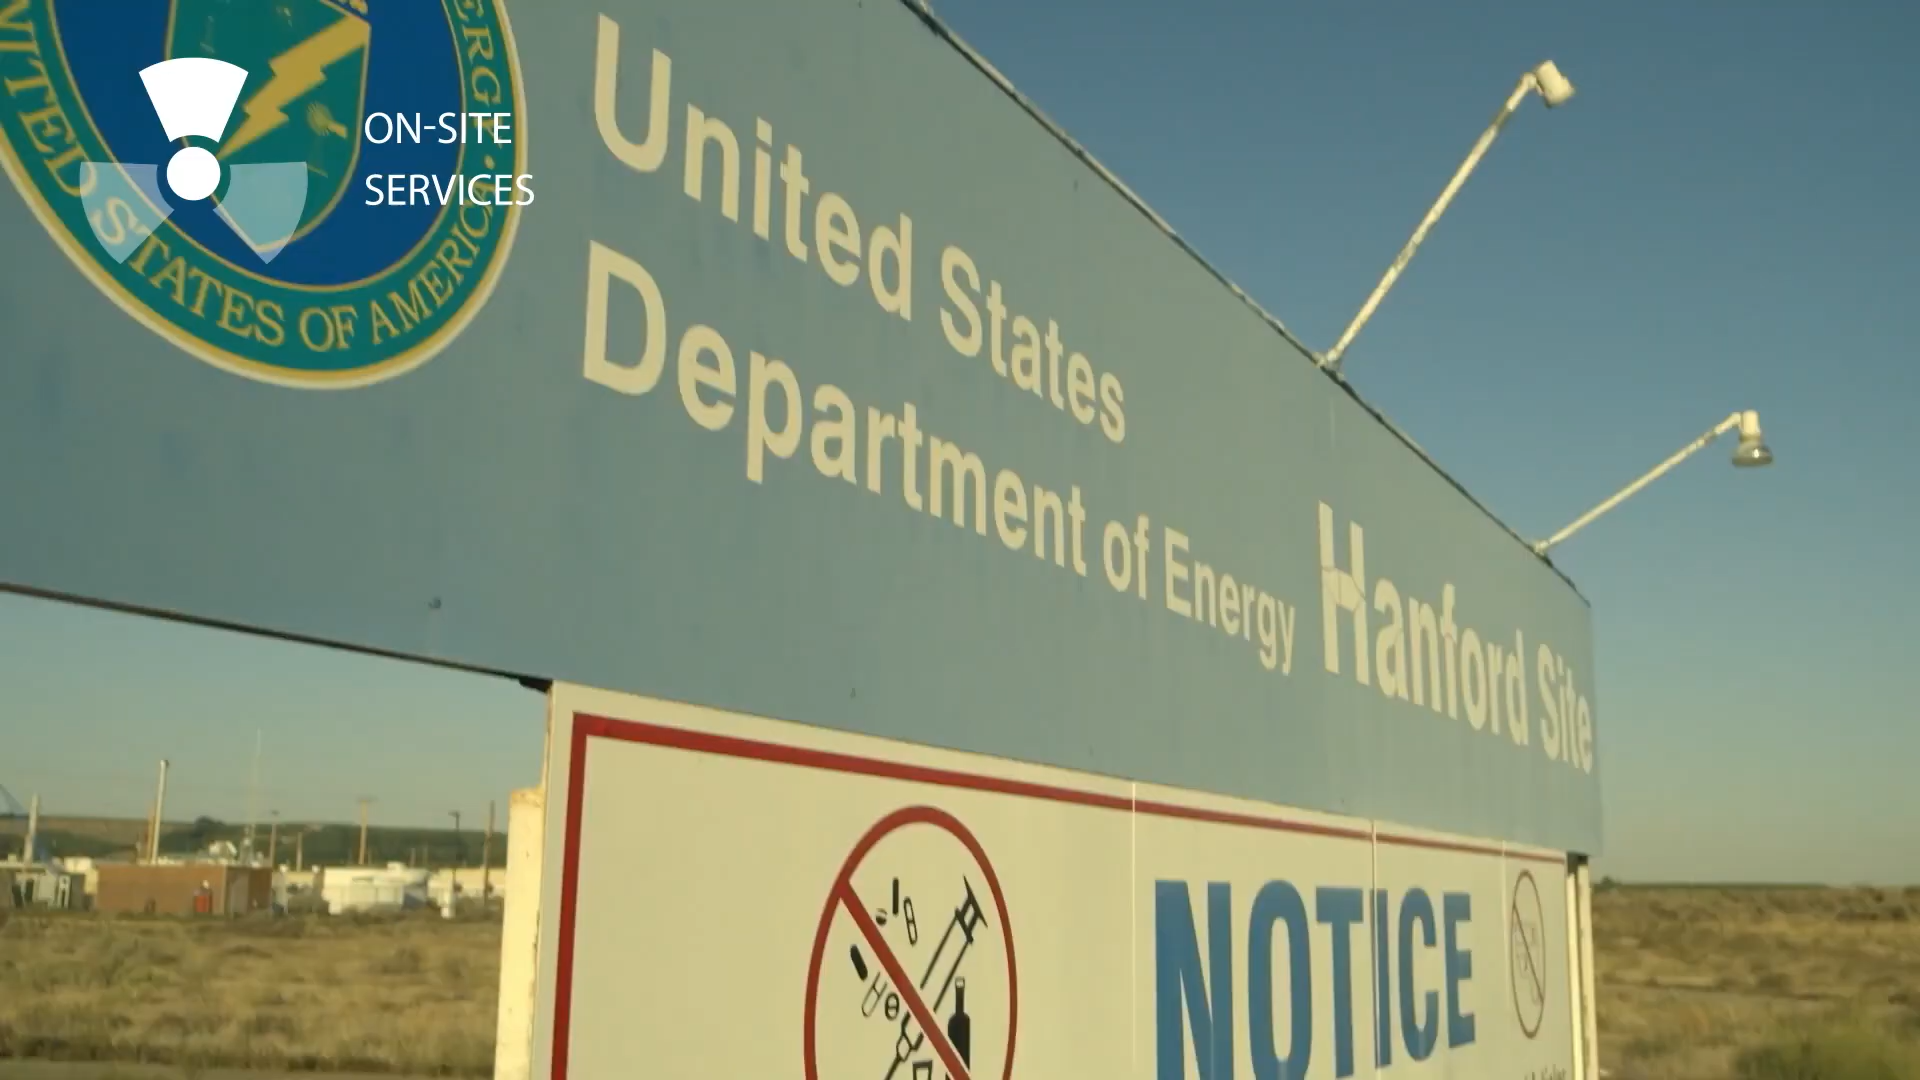 ON-SITE
SERVICES
UNITED STATES OF AMERICA
United States
Department of Energy
Hanford Site
NOTICE